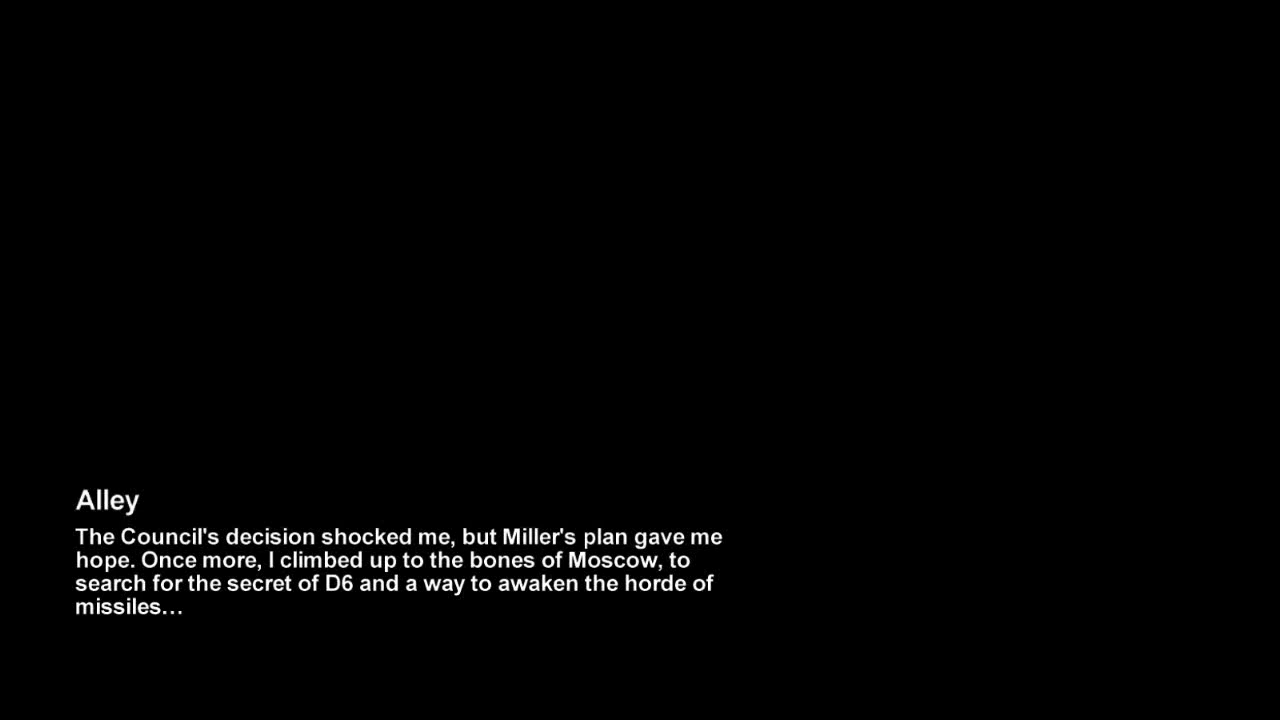 Alley
The Council's decision shocked me, but Miller's plan gave me
hope. Once more, I climbed up to the bones of Moscow, to
search for the secret of D6 and a way to awaken the horde of
missiles…